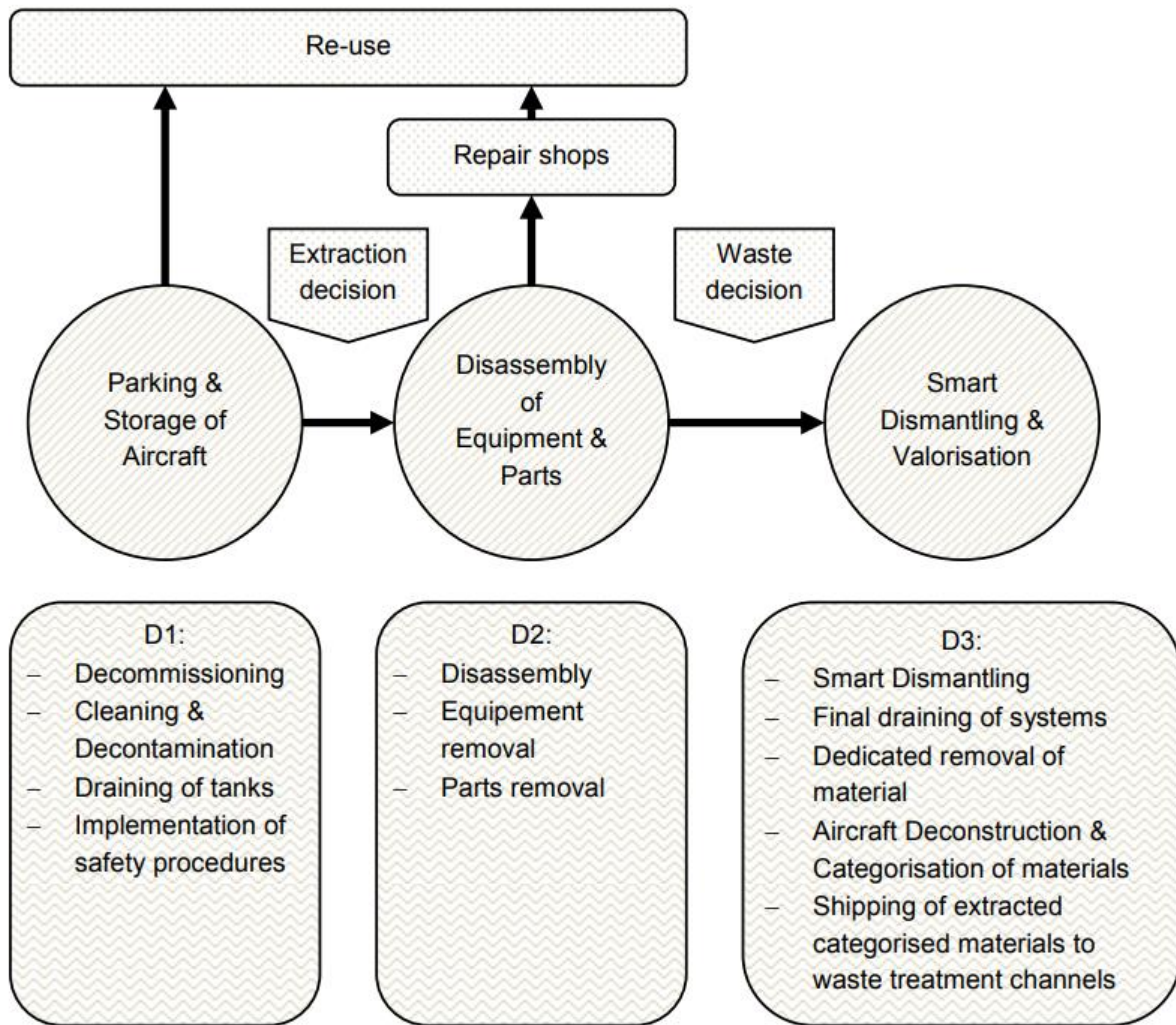 Re-use
Repair shops
Extraction
decision
Waste
decision
Parking &
Storage of
Aircraft
Disassembly
of
Equipment &
Parts
Smart
Dismantling &
Valorisation
D1:
– Decommissioning
– Cleaning &
Decontamination
– Draining of tanks
– Implementation of
safety procedures
D2:
– Disassembly
– Equipement
removal
– Parts removal
D3:
– Smart Dismantling
– Final draining of systems
– Dedicated removal of
material
– Aircraft Deconstruction &
Categorisation of materials
– Shipping of extracted
categorised materials to
waste treatment channels